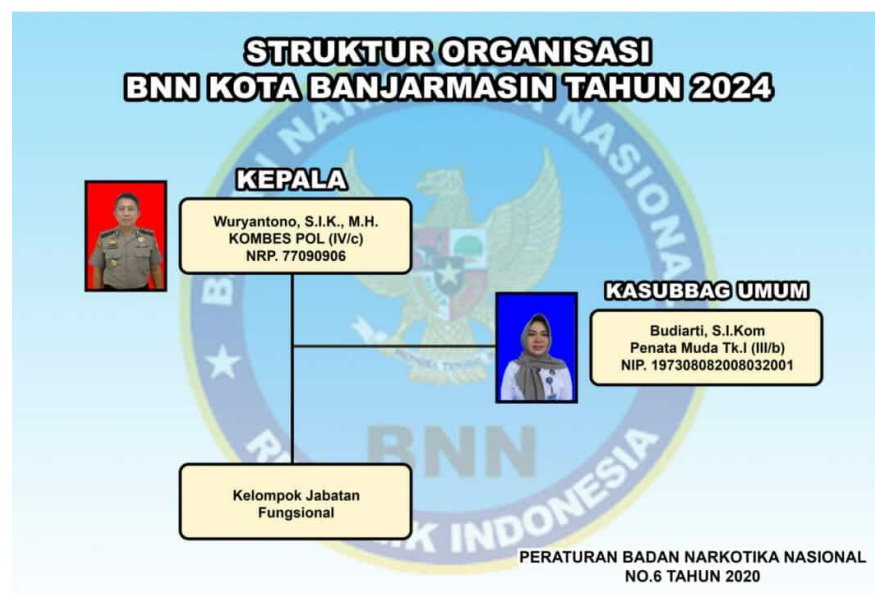 STRUKTUR ORGANISASI
BNN KOTA BANJARMASIN TAHUN 2024
KEPALA
Wuryantono, S.I.K., M.H.
KOMBES POL (IV/c)
NRP. 77090906
KASUBBAG UMUM
Budiarti, S.I.Kom
Penata Muda Tk.I (III/b)
NIP. 197308082008032001
Kelompok Jabatan
Fungsional
BNN
PERATURAN BADAN NARKOTIKA NASIONAL
NO.6 TAHUN 2020